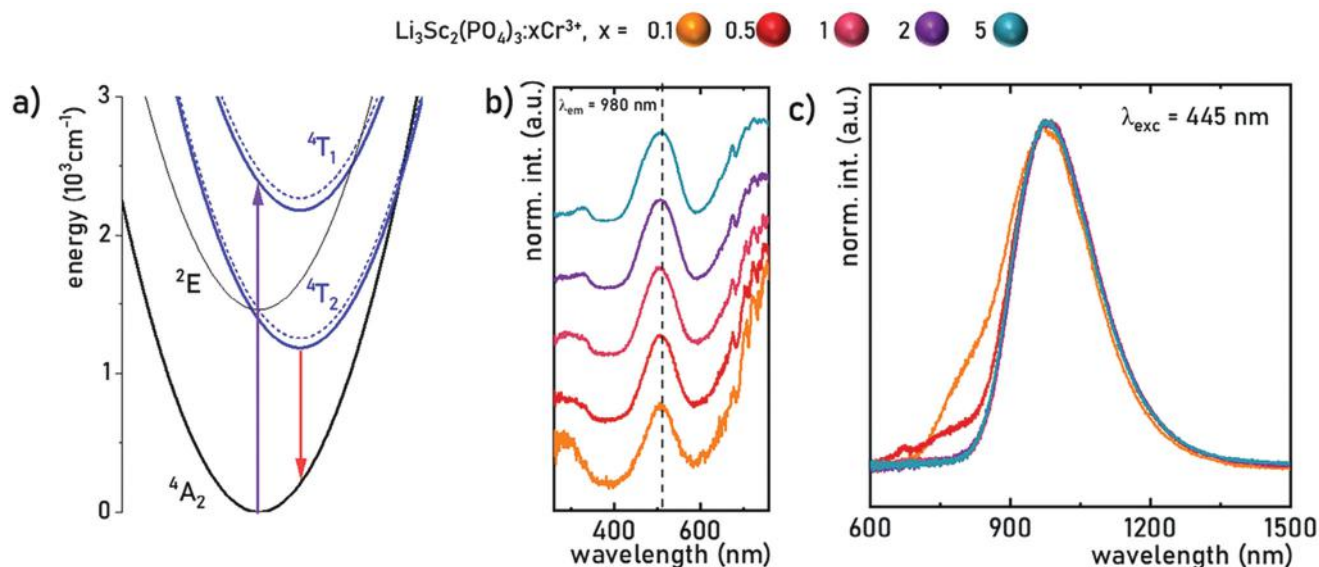 Li₃Sc₂(PO₄)₃:xCr³⁺, x = 0.1 0.5 1 2 5
a)
energy (10³cm⁻¹)
3
2
1
0
⁴T₁
²E
⁴T₂
⁴A₂
b)
norm. int. (a.u.)
λem = 980 nm
400 600
wavelength (nm)
c)
norm. int. (a.u.)
λexc = 445 nm
600 900 1200 1500
wavelength (nm)